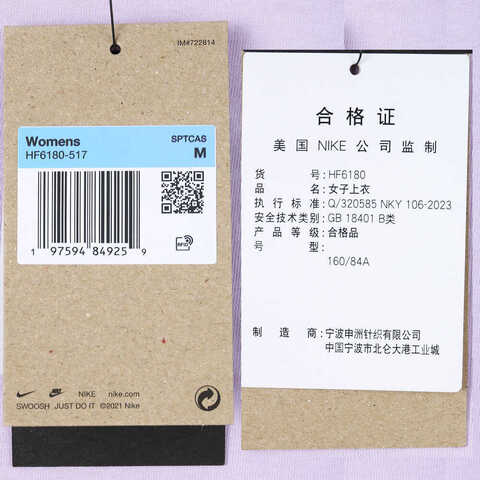 IM#722814
Womens
HF6180-517
SPTCAS
M
1 97594 84925 9
RFID
NIKE nike.com
SWOOSH JUST DO IT ©2021 Nike
合格证
美国 NIKE 公司监制
货号:HF6180
品名:女子上衣
执行标准:Q/320585 NKY 106-2023
安全技术类别:GB 18401 B类
产品等级:合格品
号型:
160/84A
制造商:宁波申洲针织有限公司
中国宁波市北仑大港工业城